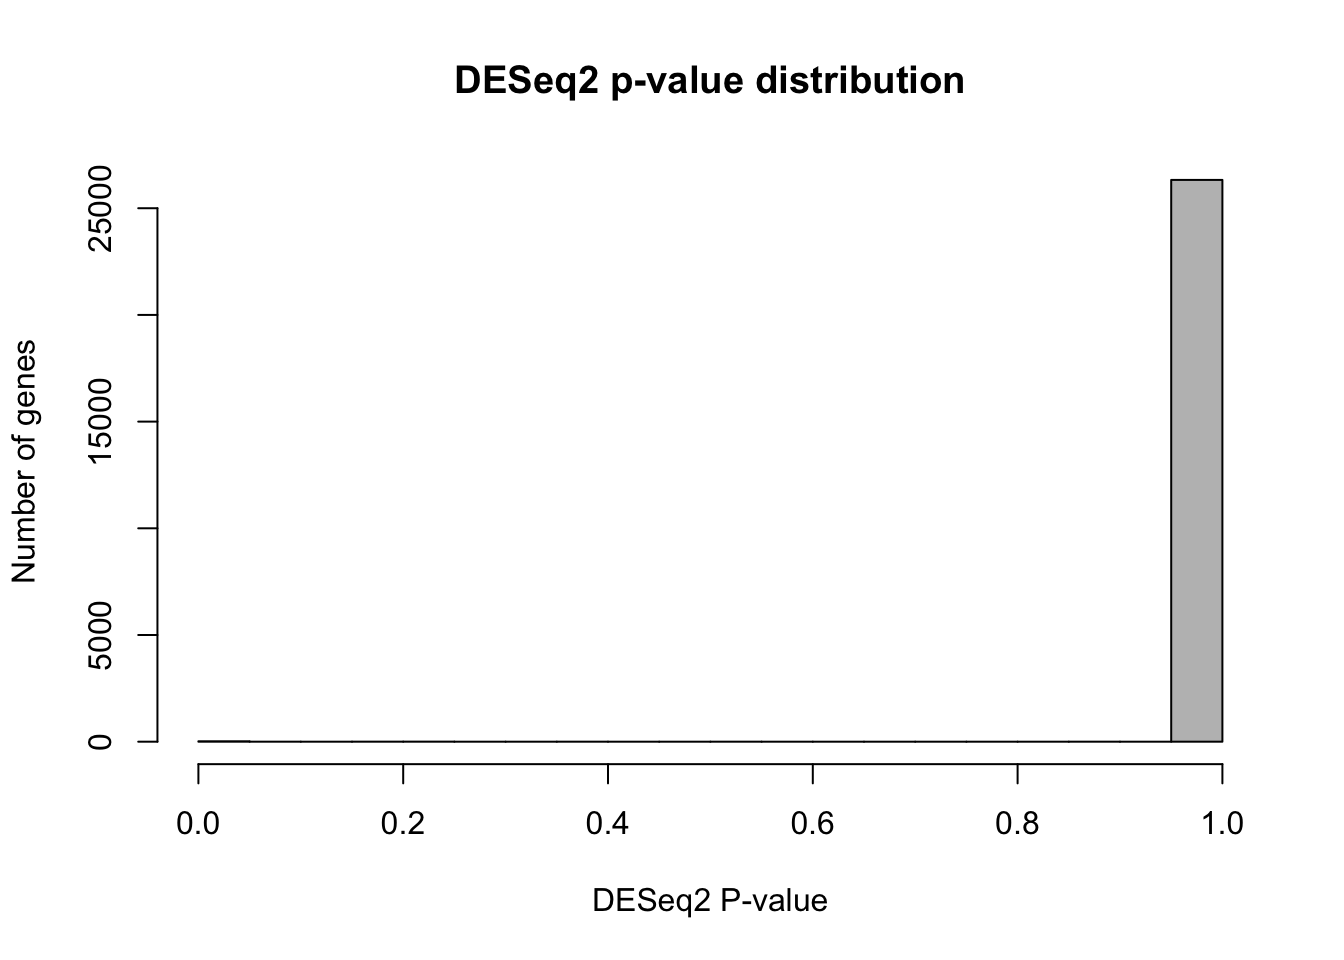 DESeq2 p-value distribution
Number of genes
25000
15000
5000
0
0.0 0.2 0.4 0.6 0.8 1.0
DESeq2 P-value